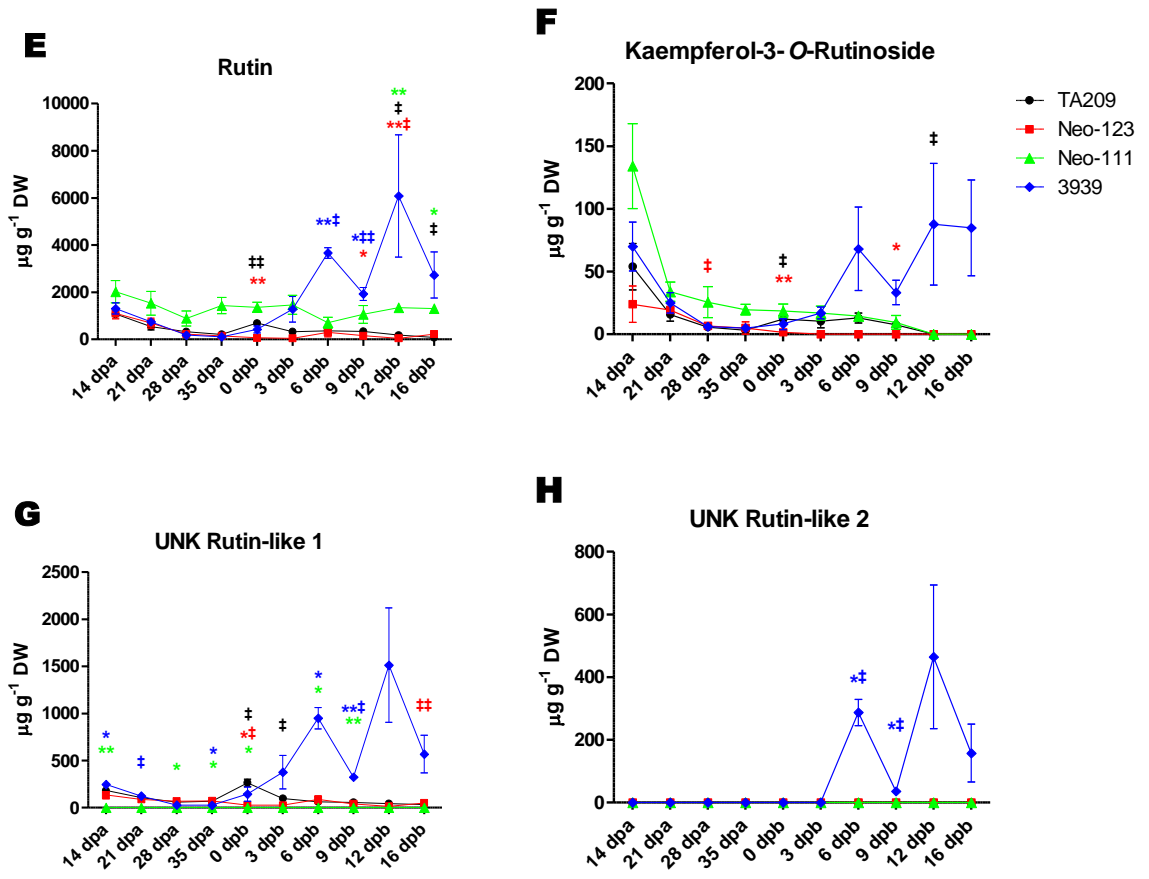 E
Rutin
μg g-1 DW
10000
8000
6000
4000
2000
0
**
‡
**‡
‡‡
**
**‡
*‡‡
*
*
‡
14 dpa
21 dpa
28 dpa
35 dpa
0 dpb
3 dpb
6 dpb
9 dpb
12 dpb
16 dpb
F
Kaempferol-3-O-Rutinoside
μg g-1 DW
200
150
100
50
0
‡
‡
**
*
‡
14 dpa
21 dpa
28 dpa
35 dpa
0 dpb
3 dpb
6 dpb
9 dpb
12 dpb
16 dpb
TA209
Neo-123
Neo-111
3939
G
UNK Rutin-like 1
μg g-1 DW
2500
2000
1500
1000
500
0
*
**
‡
*
*
*
‡
*‡
*
‡
*
*
**‡
**
‡‡
14 dpa
21 dpa
28 dpa
35 dpa
0 dpb
3 dpb
6 dpb
9 dpb
12 dpb
16 dpb
H
UNK Rutin-like 2
μg g-1 DW
800
600
400
200
0
*‡
*‡
14 dpa
21 dpa
28 dpa
35 dpa
0 dpb
3 dpb
6 dpb
9 dpb
12 dpb
16 dpb